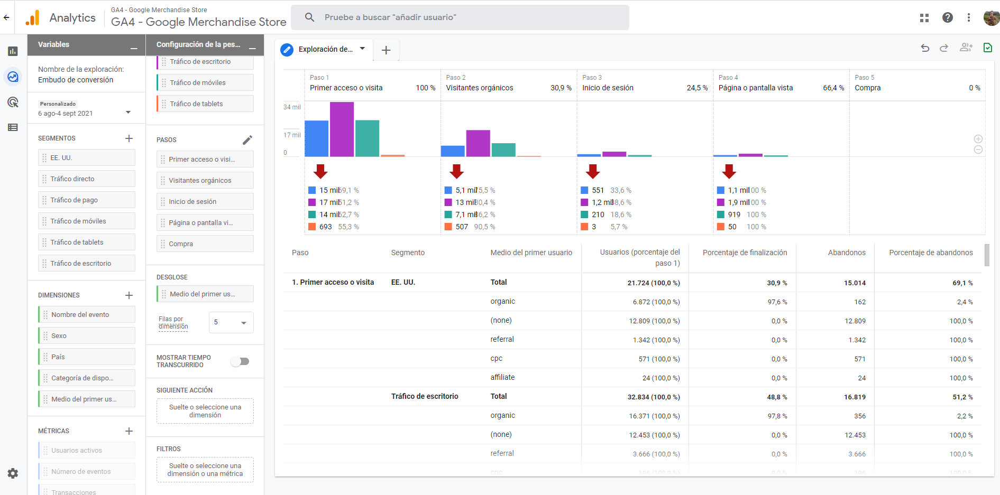 Analytics
GA4 - Google Merchandise Store
GA4 - Google Merchandise Store
Pruebe a buscar "añadir usuario"
Variables
Nombre de la exploración:
Embudo de conversión
Personalizado
6 ago-4 sept 2021
SEGMENTOS
EE. UU.
Tráfico directo
Tráfico de pago
Tráfico de móviles
Tráfico de tablets
Tráfico de escritorio
DIMENSIONES
Nombre del evento
Sexo
País
Categoría de dispo...
Medio del primer us...
MÉTRICAS
Usuarios activos
Número de eventos
Transacciones
Configuración de la pes...
Tráfico de escritorio
Tráfico de móviles
Tráfico de tablets
PASOS
Primer acceso o visi...
Visitantes orgánicos
Inicio de sesión
Página o pantalla vi...
Compra
DESGLOSE
Medio del primer us...
Filas por
dimensión
5
MOSTRAR TIEMPO
TRANSCURRIDO
SIGUIENTE ACCIÓN
Suelte o seleccione una
dimensión
FILTROS
Suelte o seleccione una
dimensión o una métrica
Exploración de...
Paso 1
Primer acceso o visita 100 %
Paso 2
Visitantes orgánicos 30,9 %
Paso 3
Inicio de sesión 24,5 %
Paso 4
Página o pantalla vista 66,4 %
Paso 5
Compra 0 %
34 mil
17 mil
0
15 mil 69,1 %
17 mil 51,2 %
14 mil 62,7 %
693 55,3 %
5,1 mil 75,5 %
13 mil 80,4 %
7,1 mil 86,2 %
507 90,5 %
551 33,6 %
1,2 mil 38,6 %
210 18,6 %
3 5,7 %
1,1 mil 100 %
1,9 mil 100 %
919 100 %
50 100 %
Paso Segmento Medio del primer usuario Usuarios (porcentaje del paso 1) Porcentaje de finalización Abandonos Porcentaje de abandonos
1. Primer acceso o visita EE. UU. Total 21.724 (100,0 %) 30,9 % 15.014 69,1 %
organic 6.872 (100,0 %) 97,6 % 162 2,4 %
(none) 12.809 (100,0 %) 0,0 % 12.809 100,0 %
referral 1.342 (100,0 %) 0,0 % 1.342 100,0 %
cpc 571 (100,0 %) 0,0 % 571 100,0 %
affiliate 24 (100,0 %) 0,0 % 24 100,0 %
Tráfico de escritorio Total 32.834 (100,0 %) 48,8 % 16.819 51,2 %
organic 16.371 (100,0 %) 97,8 % 356 2,2 %
(none) 12.453 (100,0 %) 0,0 % 12.453 100,0 %
referral 3.666 (100,0 %) 0,0 % 3.666 100,0 %
cpc 196 (100,0 %) 0,0 % 196 100,0 %